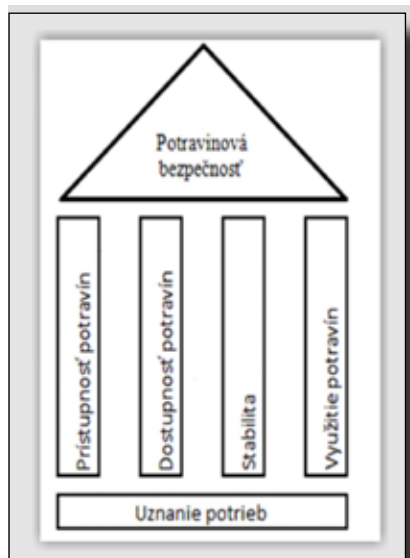 Potravinová
bezpečnosť
Prístupnosť potravín
Dostupnosť potravín
Stabilita
Využitie potravín
Uznanie potrieb